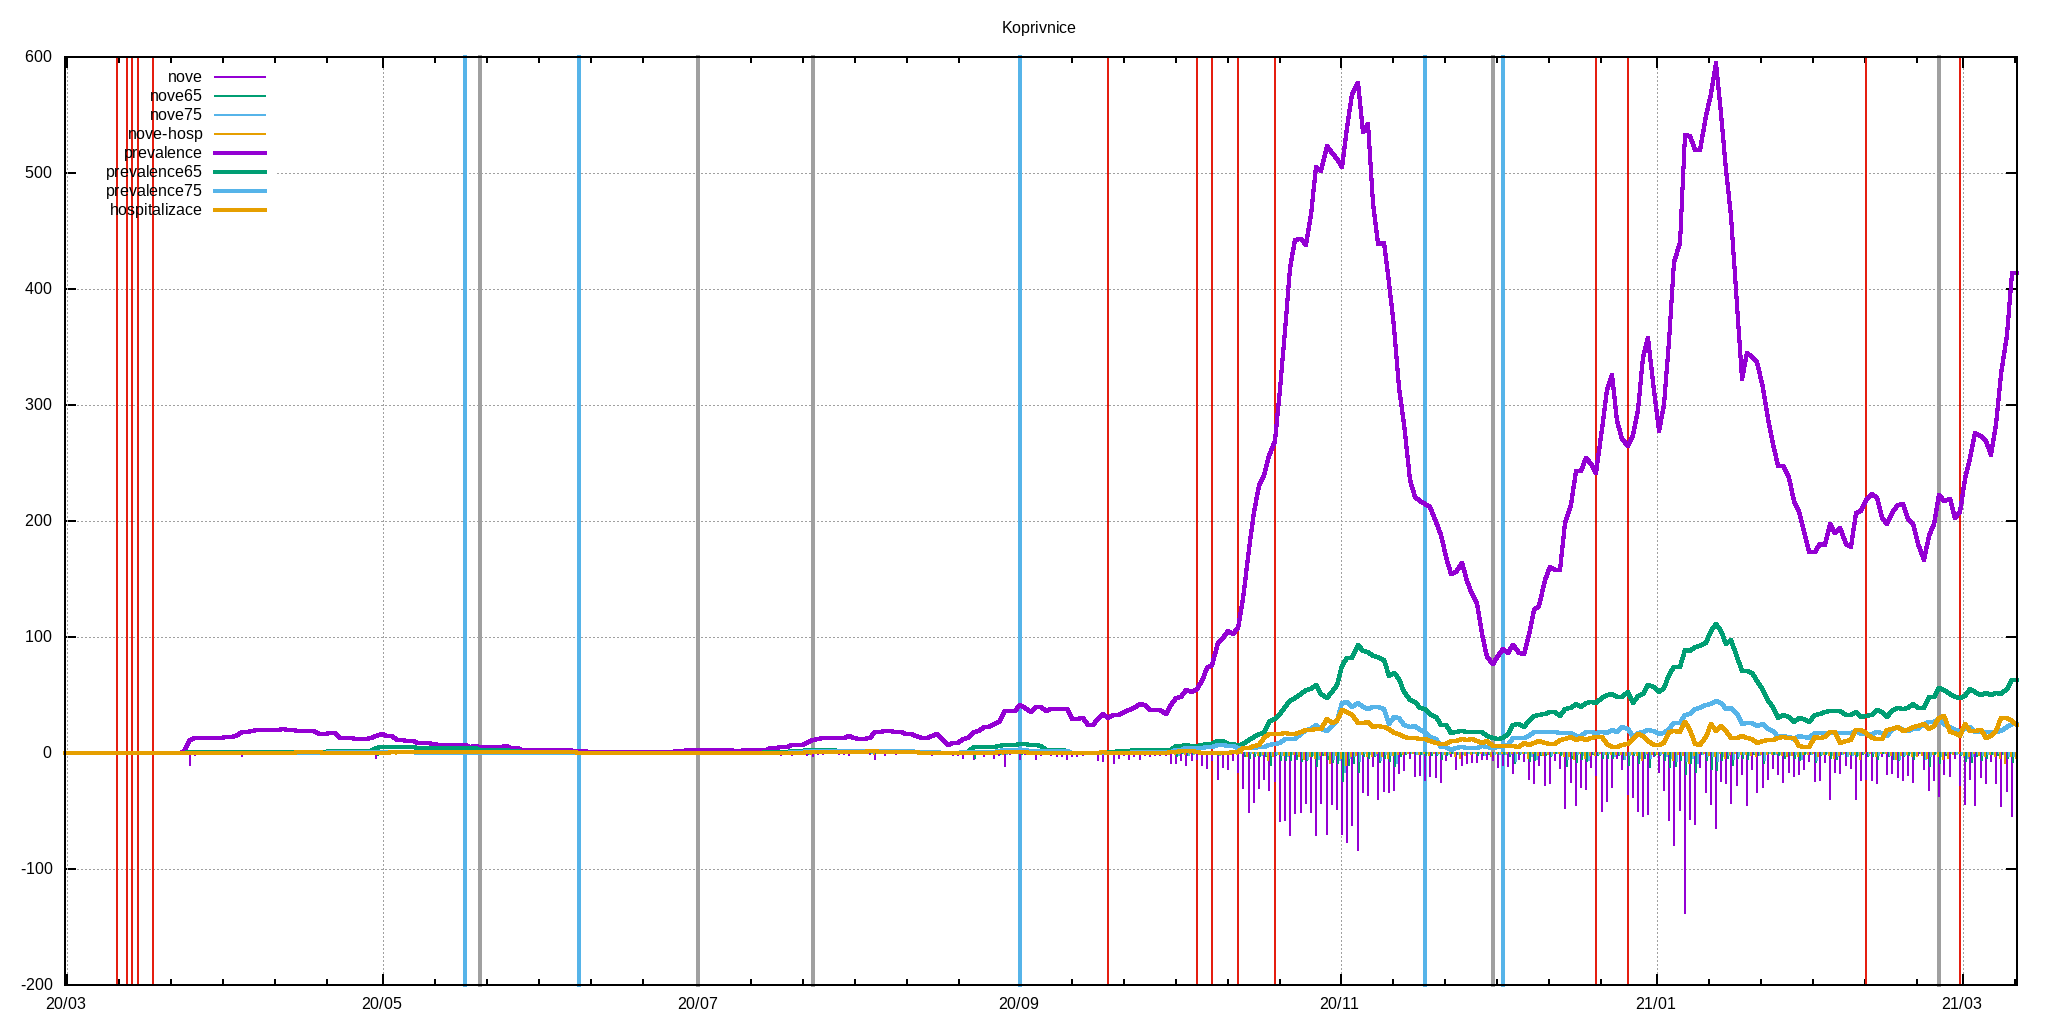 Koprivnice
600
500
400
300
200
100
0
-100
-200
nove
nove65
nove75
nove-hosp
prevalence
prevalence65
prevalence75
hospitalizace
20/03 20/05 20/07 20/09 20/11 21/01 21/03